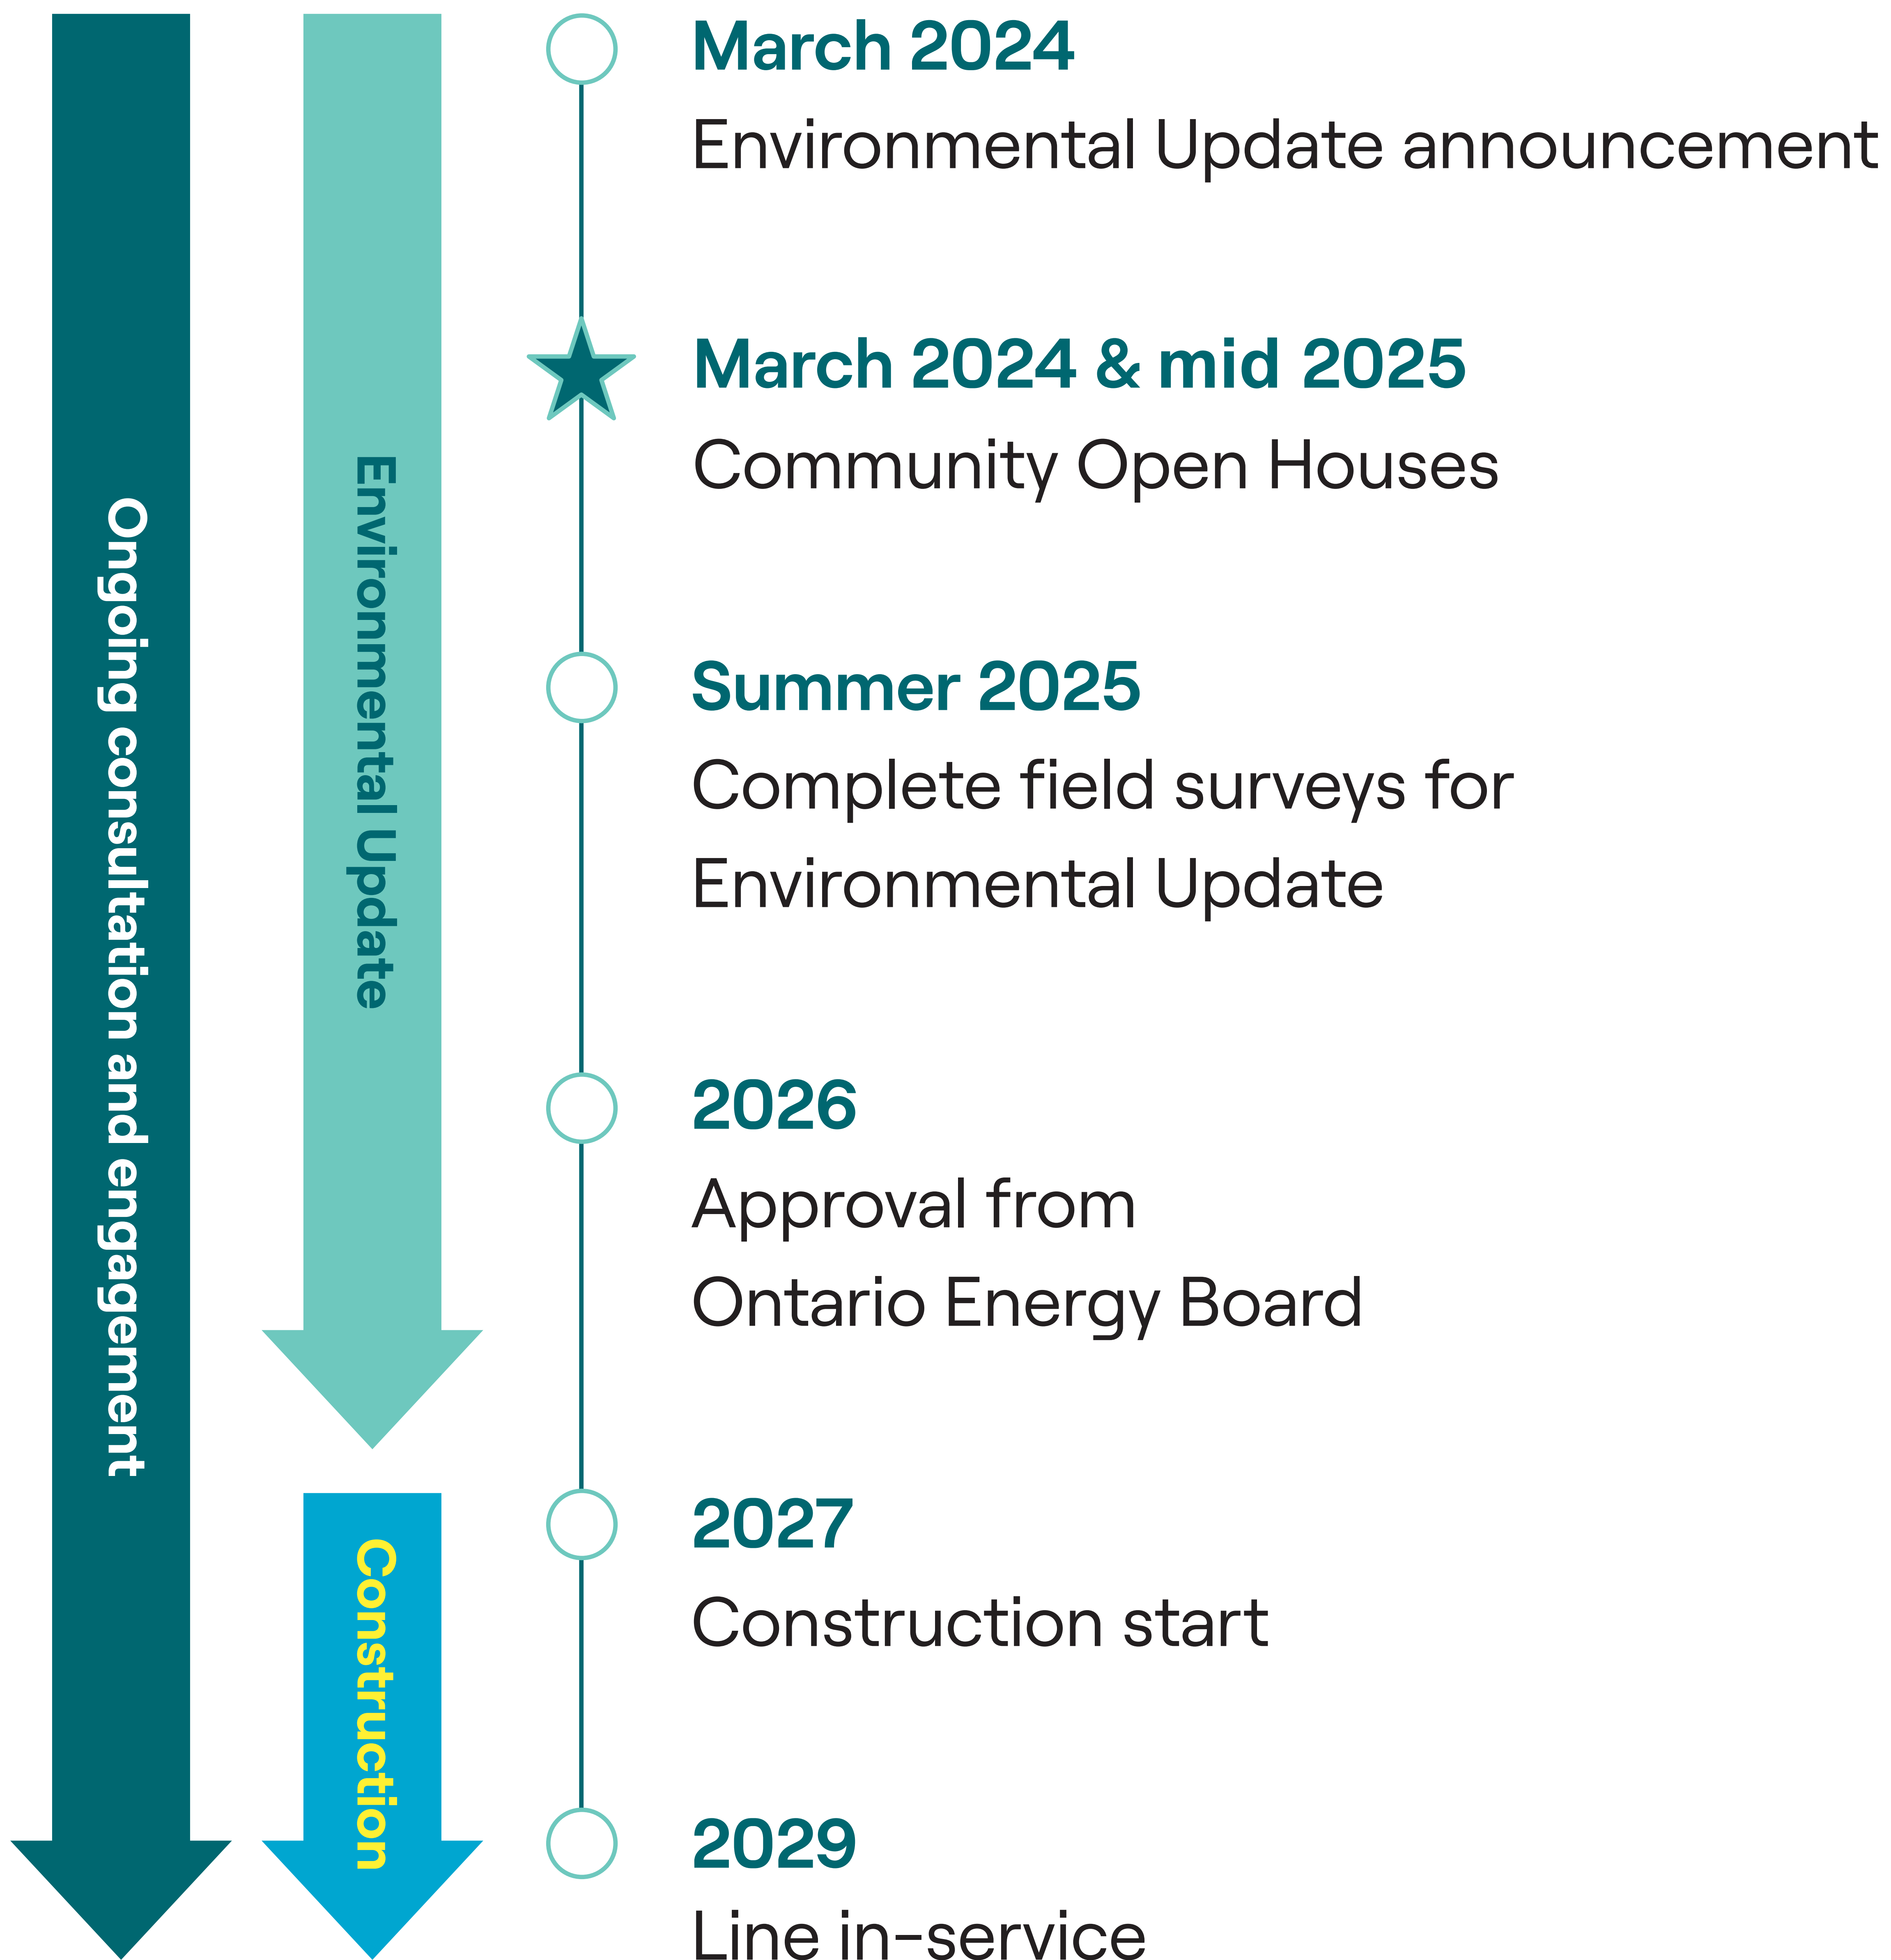 Ongoing consultation and engagement
Environmental Update
Construction
March 2024
Environmental Update announcement
March 2024 & mid 2025
Community Open Houses
Summer 2025
Complete field surveys for
Environmental Update
2026
Approval from
Ontario Energy Board
2027
Construction start
2029
Line in-service